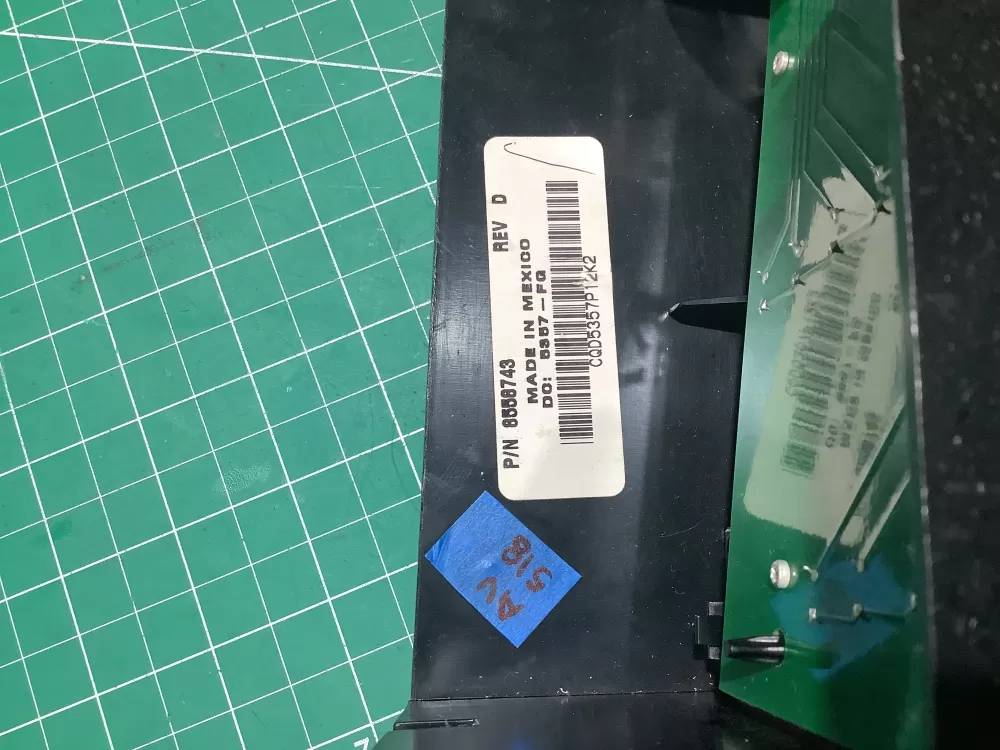 P/N 8558743 REV D
MADE IN MEXICO
DC: 5357-FG
CQD5357P12K2